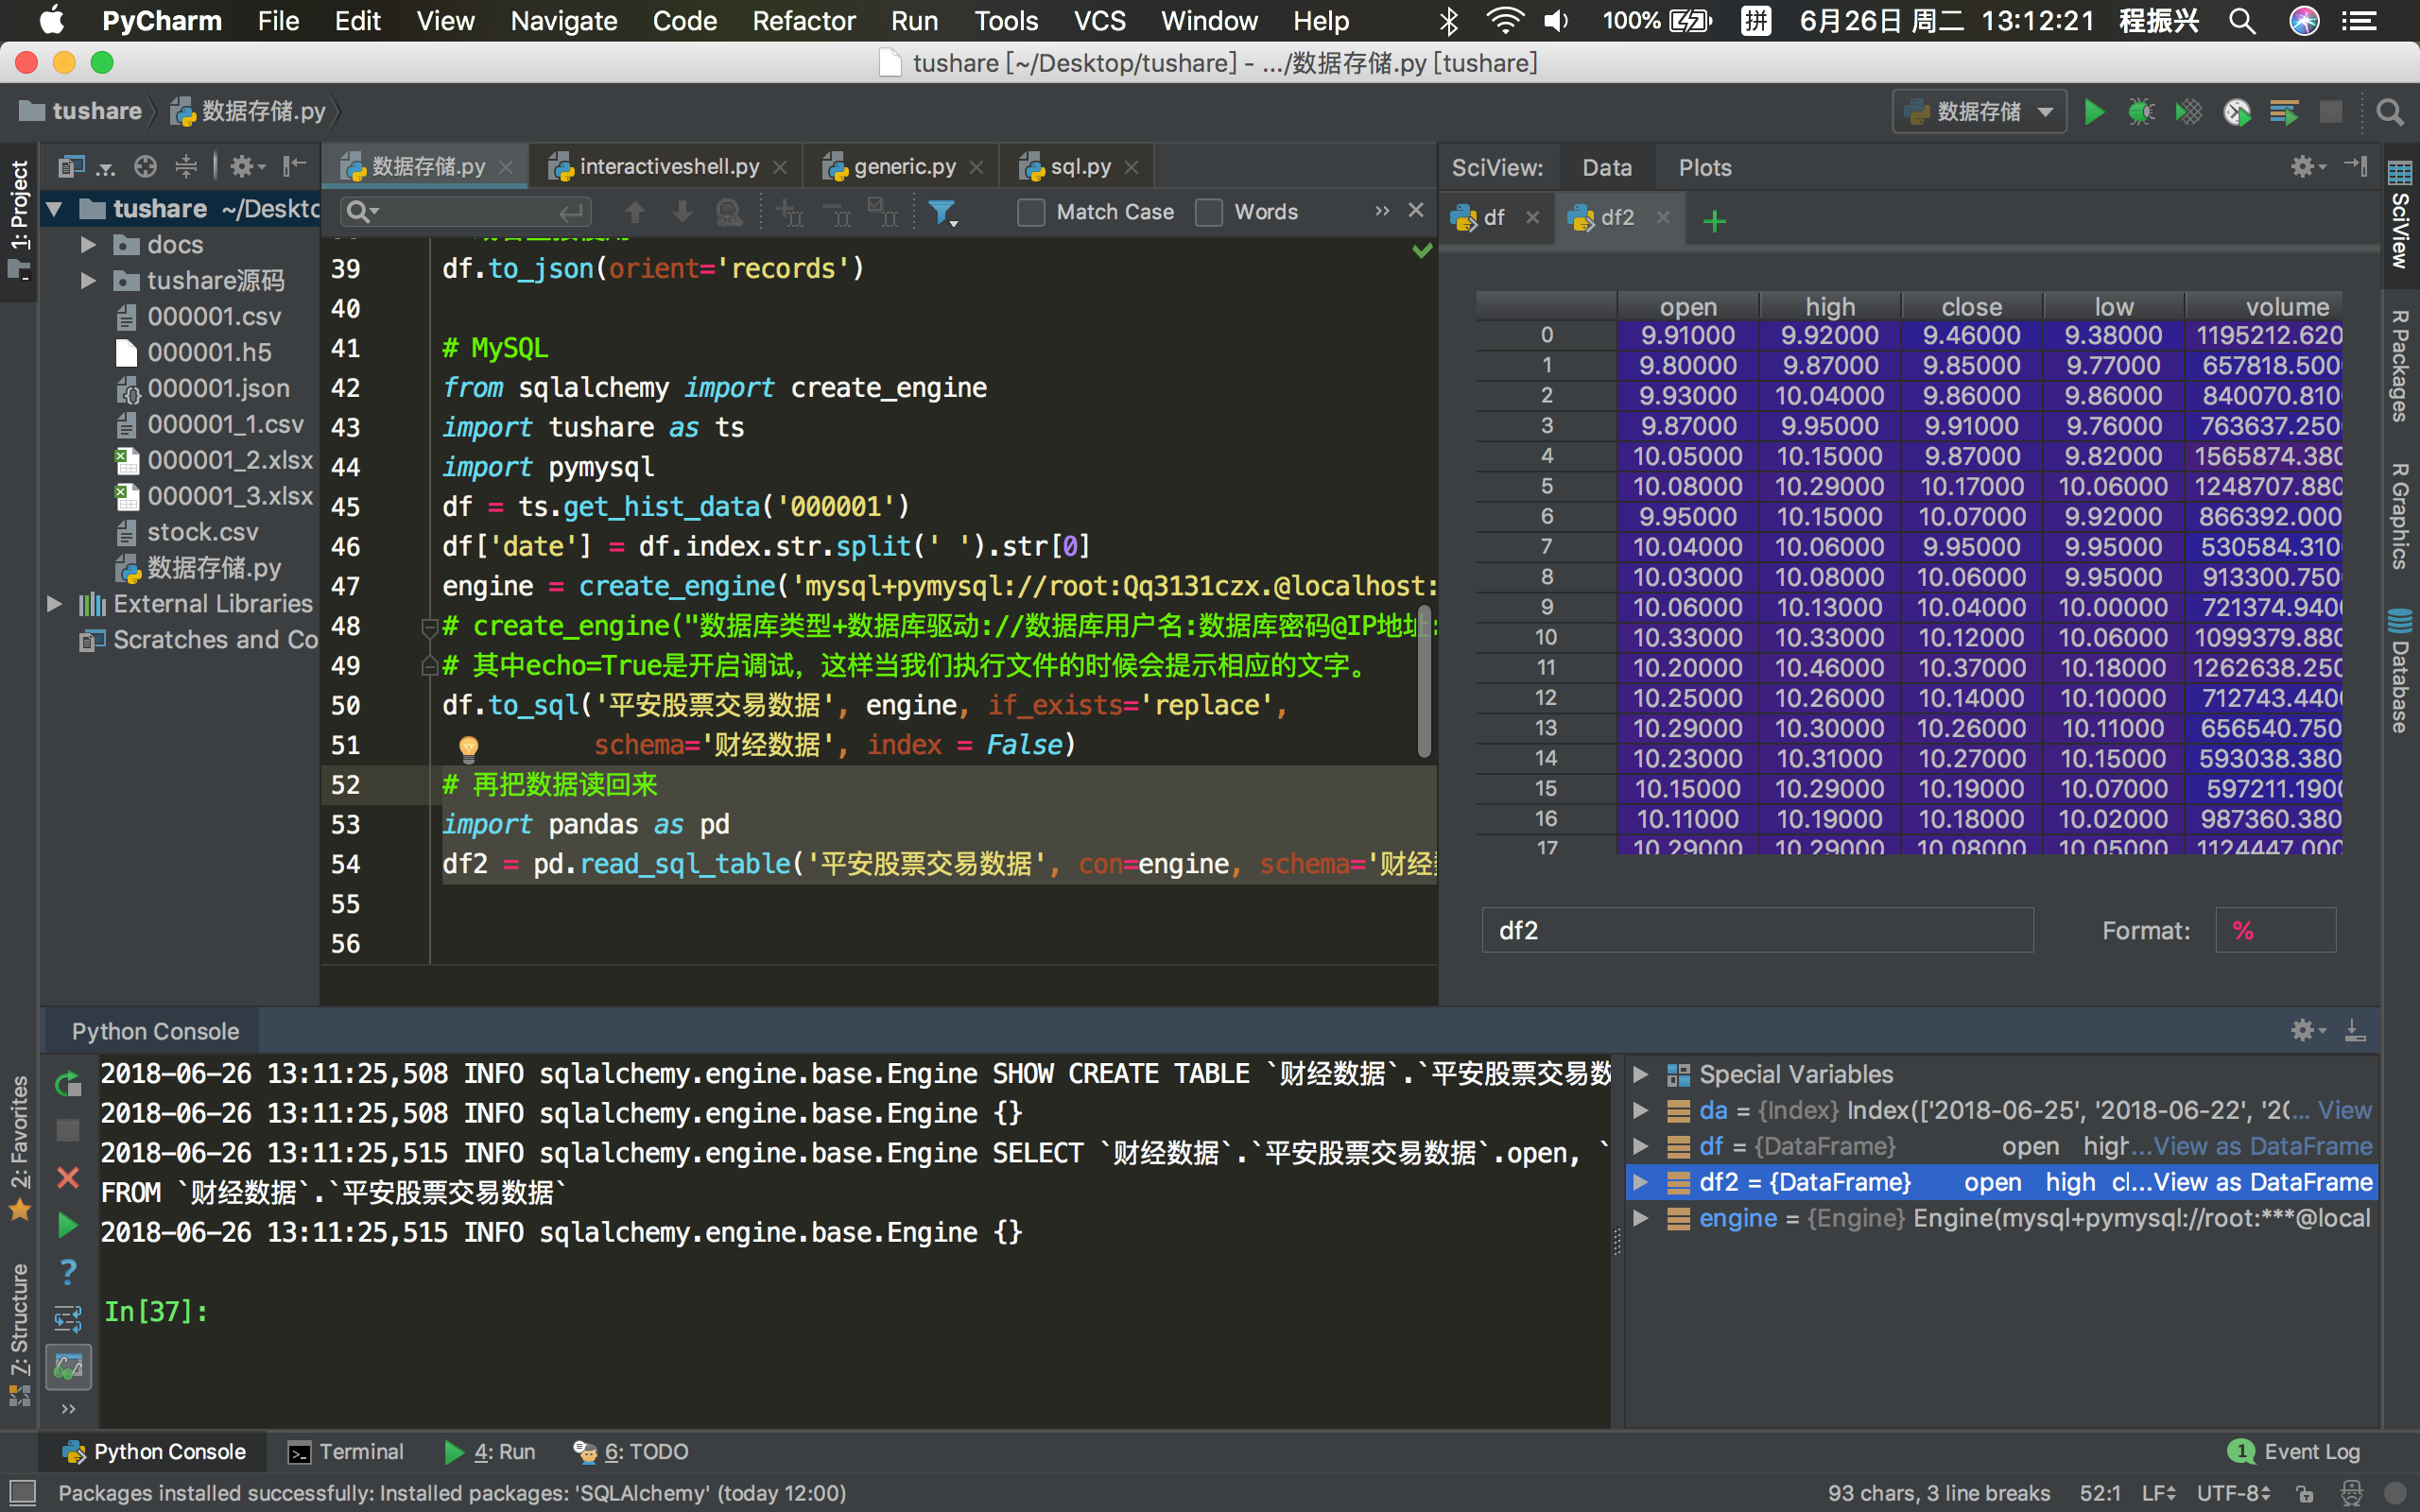 PyCharm File Edit View Navigate Code Refactor Run Tools VCS Window Help 100% 拼 6月26日 周二 13:12:21 程振兴
tushare [~/Desktop/tushare] - .../数据存储.py [tushare]
tushare 数据存储.py 数据存储
数据存储.py interactiveshell.py generic.py sql.py
Match Case Words
1: Project
tushare ~/Deskto
docs
tushare源码
000001.csv
000001.h5
000001.json
000001_1.csv
000001_2.xlsx
000001_3.xlsx
stock.csv
数据存储.py
External Libraries
Scratches and Co
39 df.to_json(orient='records')
40
41 # MySQL
42 from sqlalchemy import create_engine
43 import tushare as ts
44 import pymysql
45 df = ts.get_hist_data('000001')
46 df['date'] = df.index.str.split(' ').str[0]
47 engine = create_engine('mysql+pymysql://root:Qq3131czx.@localhost:
48 # create_engine("数据库类型+数据库驱动://数据库用户名:数据库密码@IP地址:
49 # 其中echo=True是开启调试，这样当我们执行文件的时候会提示相应的文字。
50 df.to_sql('平安股票交易数据', engine, if_exists='replace',
51 schema='财经数据', index = False)
52 # 再把数据读回来
53 import pandas as pd
54 df2 = pd.read_sql_table('平安股票交易数据', con=engine, schema='财经
55
56
SciView: Data Plots
df df2
open high close low volume
0 9.91000 9.92000 9.46000 9.38000 1195212.620
1 9.80000 9.87000 9.85000 9.77000 657818.500
2 9.93000 10.04000 9.86000 9.86000 840070.810
3 9.87000 9.95000 9.91000 9.76000 763637.250
4 10.05000 10.15000 9.87000 9.82000 1565874.380
5 10.08000 10.29000 10.17000 10.06000 1248707.880
6 9.95000 10.15000 10.07000 9.92000 866392.000
7 10.04000 10.06000 9.95000 9.95000 530584.310
8 10.03000 10.08000 10.06000 9.95000 913300.750
9 10.06000 10.13000 10.04000 10.00000 721374.940
10 10.33000 10.33000 10.12000 10.06000 1099379.880
11 10.20000 10.46000 10.37000 10.18000 1262638.250
12 10.25000 10.26000 10.14000 10.10000 712743.440
13 10.29000 10.30000 10.26000 10.11000 656540.750
14 10.23000 10.31000 10.27000 10.15000 593038.380
15 10.15000 10.29000 10.19000 10.07000 597211.190
16 10.11000 10.19000 10.18000 10.02000 987360.380
17 10.29000 10.29000 10.08000 10.05000 1124447.000
df2 Format: %
SciView
R Packages
R Graphics
Database
Python Console
2018-06-26 13:11:25,508 INFO sqlalchemy.engine.base.Engine SHOW CREATE TABLE `财经数据`.`平安股票交易数
2018-06-26 13:11:25,508 INFO sqlalchemy.engine.base.Engine {}
2018-06-26 13:11:25,515 INFO sqlalchemy.engine.base.Engine SELECT `财经数据`.`平安股票交易数据`.open, `
FROM `财经数据`.`平安股票交易数据`
2018-06-26 13:11:25,515 INFO sqlalchemy.engine.base.Engine {}
In[37]:
Special Variables
da = {Index} Index(['2018-06-25', '2018-06-22', '20... View
df = {DataFrame} open high...View as DataFrame
df2 = {DataFrame} open high cl...View as DataFrame
engine = {Engine} Engine(mysql+pymysql://root:***@local
2: Favorites
7: Structure
Python Console Terminal 4: Run 6: TODO 1 Event Log
Packages installed successfully: Installed packages: 'SQLAlchemy' (today 12:00) 93 chars, 3 line breaks 52:1 LF UTF-8